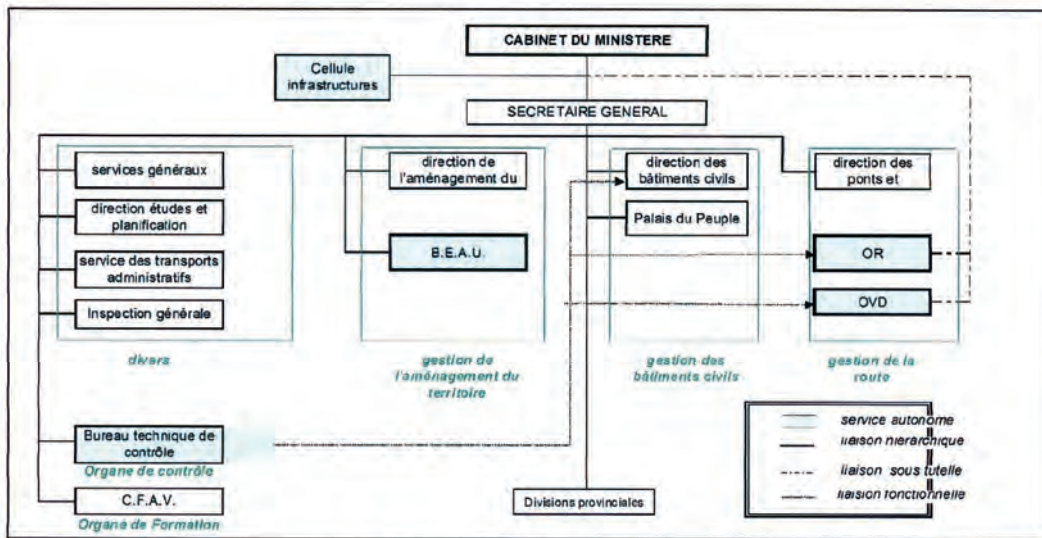 CABINET DU MINISTERE
Cellule
infrastructures
SECRETAIRE GENERAL
services généraux
direction études et
planification
service des transports
administratifs
Inspection générale
divers
direction de
l'aménagement du
B.E.A.U.
gestion de
l'aménagement du
territoire
direction des
bâtiments civils
Palais du Peuple
gestion des
bâtiments civils
direction des
ponts et
OR
OVD
gestion de la
route
Bureau technique de
contrôle
Organe de contrôle
C.F.A.V.
Organe de Formation
Divisions provinciales
service autonome
liaison hiérarchique
liaison sous tutelle
liaision fonctionnelle